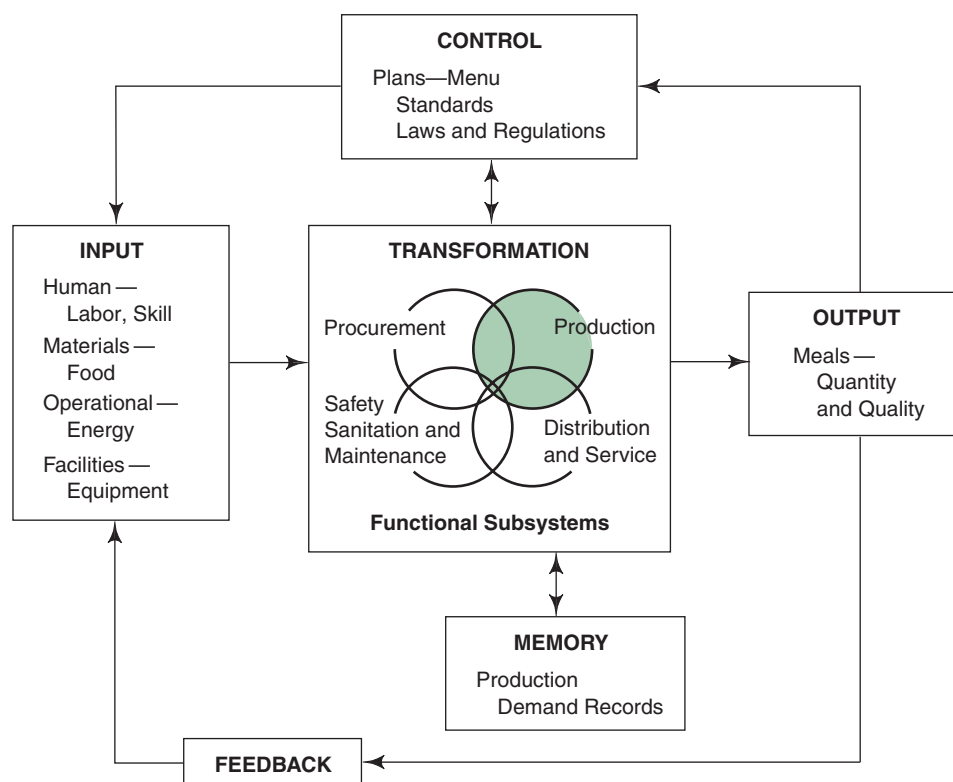 CONTROL
Plans—Menu
Standards
Laws and Regulations
INPUT
Human —
Labor, Skill
Materials —
Food
Operational —
Energy
Facilities —
Equipment
TRANSFORMATION
Procurement
Production
Safety
Sanitation and
Maintenance
Distribution
and Service
Functional Subsystems
OUTPUT
Meals —
Quantity
and Quality
MEMORY
Production
Demand Records
FEEDBACK